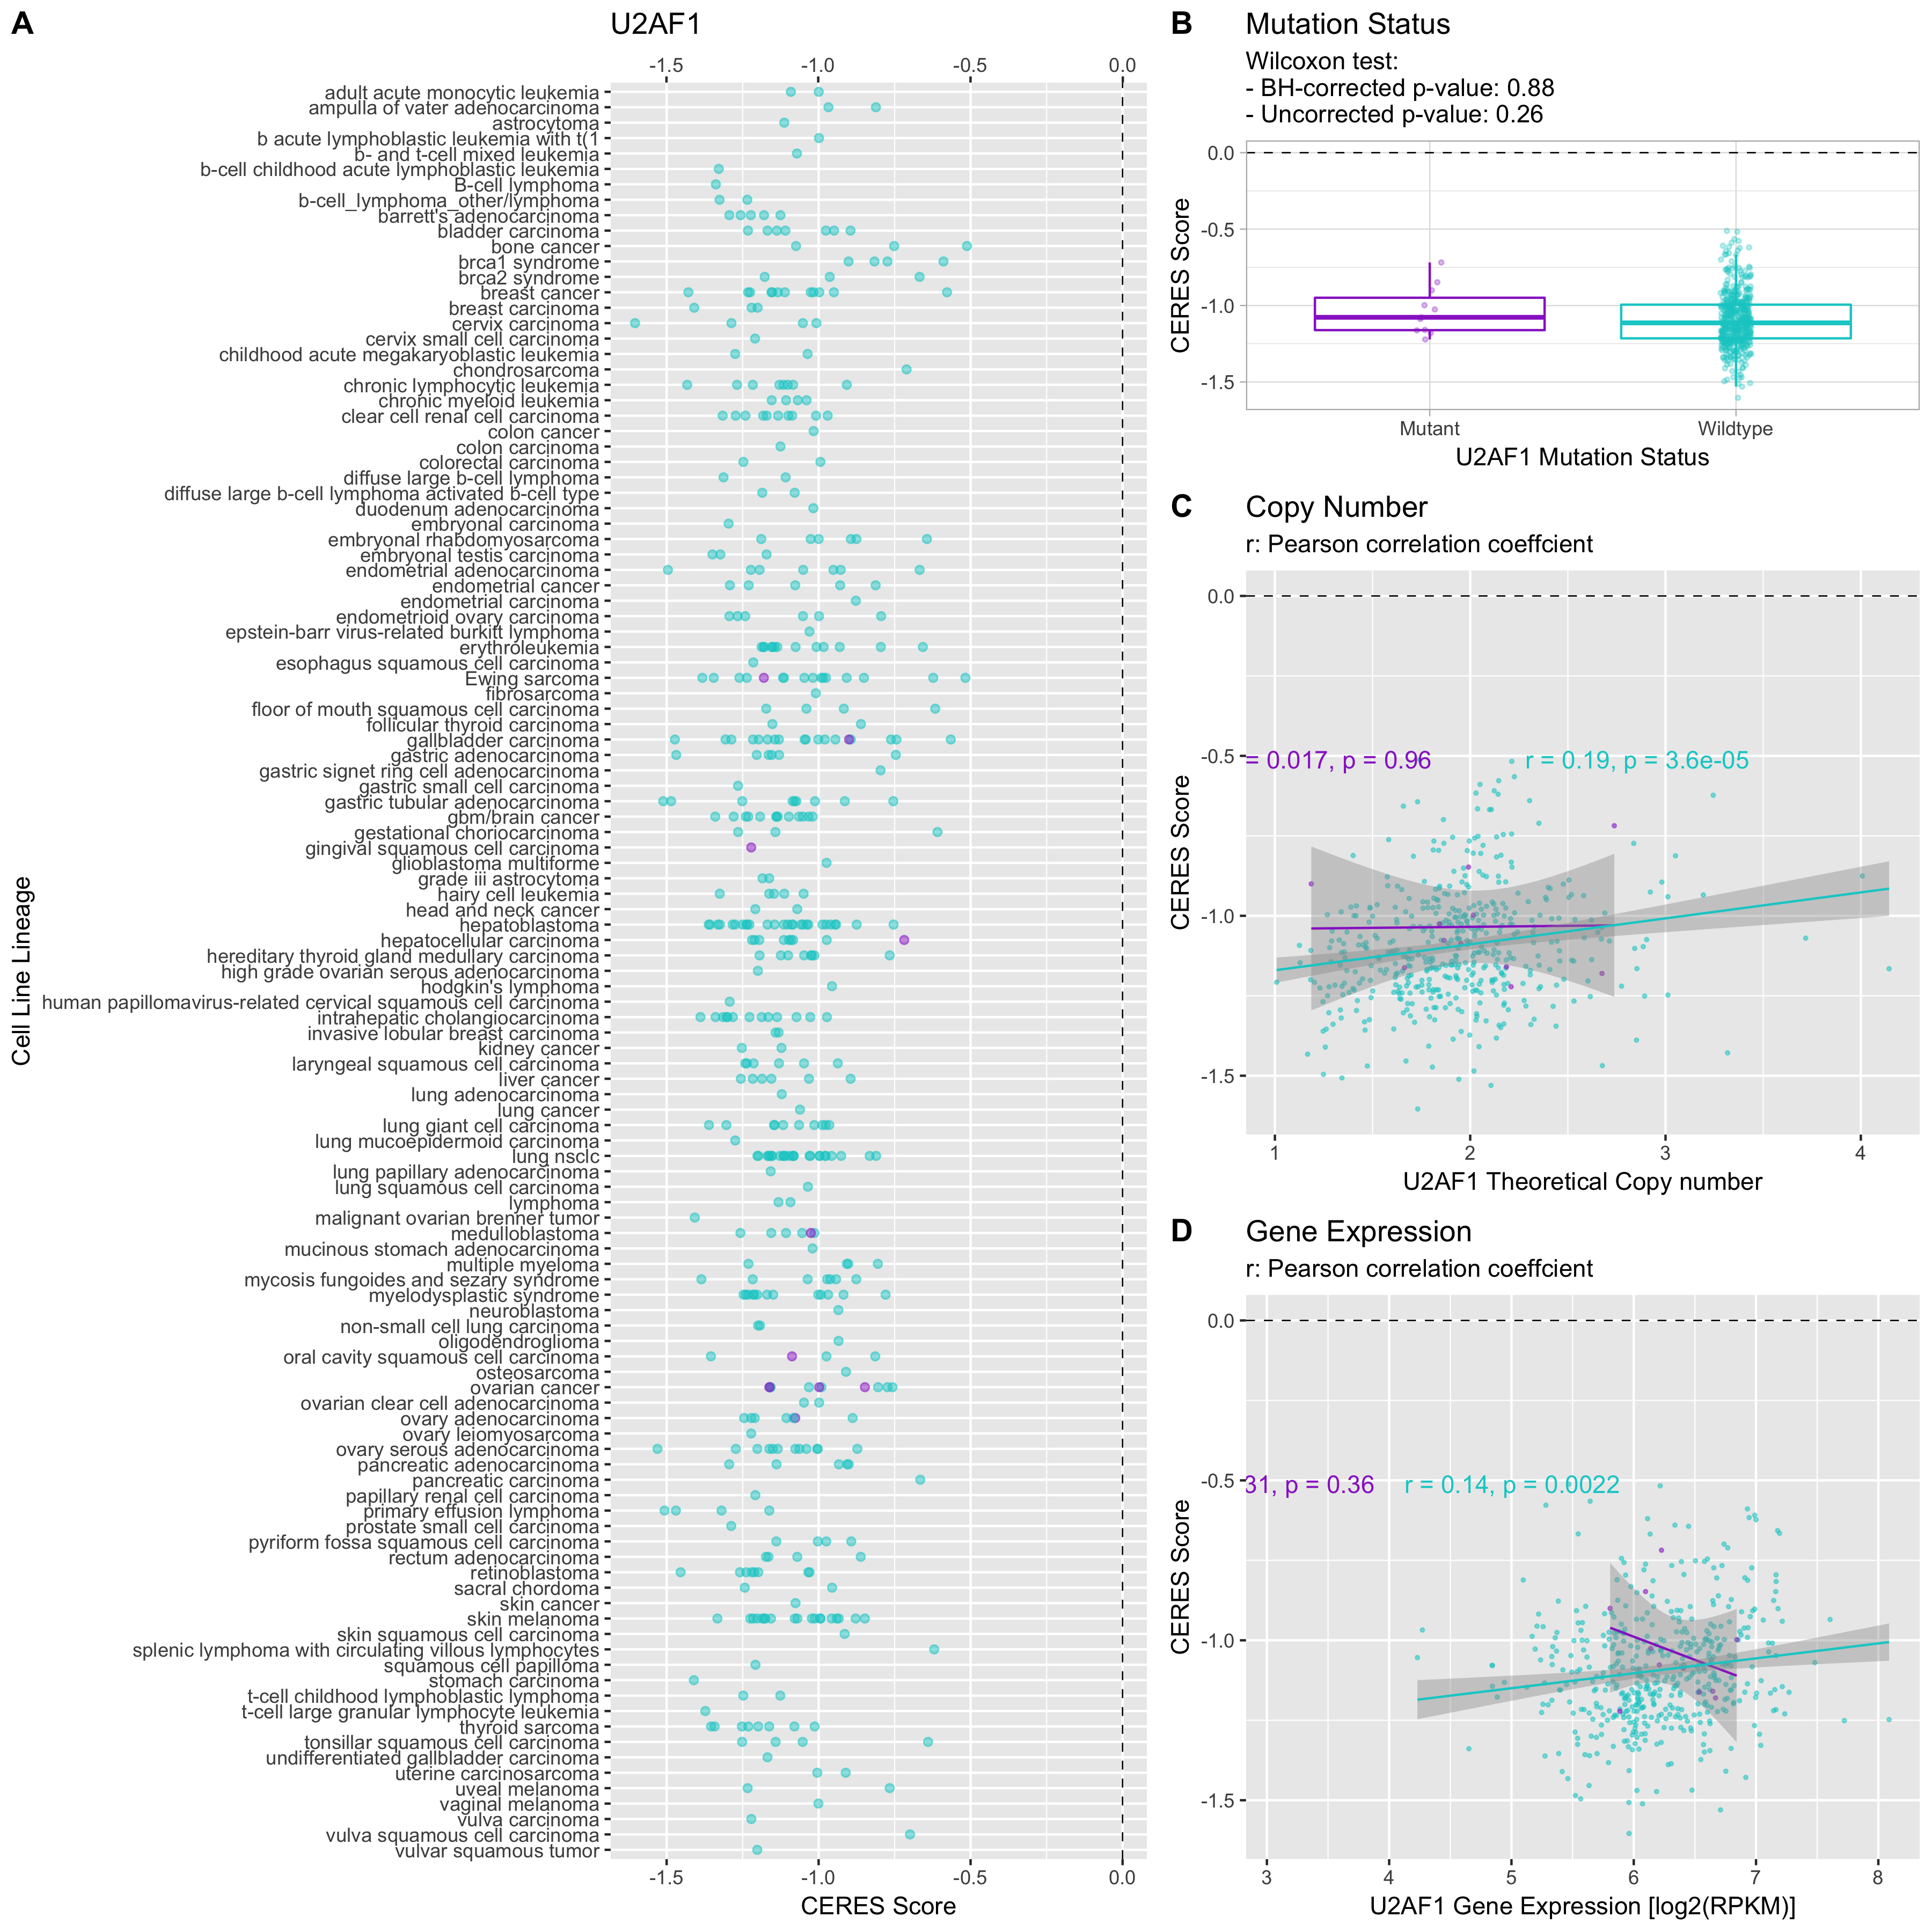 A
U2AF1
-1.5 -1.0 -0.5 0.0
Cell Line Lineage
adult acute monocytic leukemia
ampulla of vater adenocarcinoma
astrocytoma
b acute lymphoblastic leukemia with t(1
b- and t-cell mixed leukemia
b-cell childhood acute lymphoblastic leukemia
B-cell lymphoma
b-cell_lymphoma_other/lymphoma
barrett's adenocarcinoma
bladder carcinoma
bone cancer
brca1 syndrome
brca2 syndrome
breast cancer
breast carcinoma
cervix carcinoma
cervix small cell carcinoma
childhood acute megakaryoblastic leukemia
chondrosarcoma
chronic lymphocytic leukemia
chronic myeloid leukemia
clear cell renal cell carcinoma
colon cancer
colon carcinoma
colorectal carcinoma
diffuse large b-cell lymphoma
diffuse large b-cell lymphoma activated b-cell type
duodenum adenocarcinoma
embryonal carcinoma
embryonal rhabdomyosarcoma
embryonal testis carcinoma
endometrial adenocarcinoma
endometrial cancer
endometrial carcinoma
endometrioid ovary carcinoma
epstein-barr virus-related burkitt lymphoma
erythroleukemia
esophagus squamous cell carcinoma
Ewing sarcoma
fibrosarcoma
floor of mouth squamous cell carcinoma
follicular thyroid carcinoma
gallbladder carcinoma
gastric adenocarcinoma
gastric signet ring cell adenocarcinoma
gastric small cell carcinoma
gastric tubular adenocarcinoma
gbm/brain cancer
gestational choriocarcinoma
gingival squamous cell carcinoma
glioblastoma multiforme
grade iii astrocytoma
hairy cell leukemia
head and neck cancer
hepatoblastoma
hepatocellular carcinoma
hereditary thyroid gland medullary carcinoma
high grade ovarian serous adenocarcinoma
hodgkin's lymphoma
human papillomavirus-related cervical squamous cell carcinoma
intrahepatic cholangiocarcinoma
invasive lobular breast carcinoma
kidney cancer
laryngeal squamous cell carcinoma
liver cancer
lung adenocarcinoma
lung cancer
lung giant cell carcinoma
lung mucoepidermoid carcinoma
lung nsclc
lung papillary adenocarcinoma
lung squamous cell carcinoma
lymphoma
malignant ovarian brenner tumor
medulloblastoma
mucinous stomach adenocarcinoma
multiple myeloma
mycosis fungoides and sezary syndrome
myelodysplastic syndrome
neuroblastoma
non-small cell lung carcinoma
oligodendroglioma
oral cavity squamous cell carcinoma
osteosarcoma
ovarian cancer
ovarian clear cell adenocarcinoma
ovary adenocarcinoma
ovary leiomyosarcoma
ovary serous adenocarcinoma
pancreatic adenocarcinoma
pancreatic carcinoma
papillary renal cell carcinoma
primary effusion lymphoma
prostate small cell carcinoma
pyriform fossa squamous cell carcinoma
rectum adenocarcinoma
retinoblastoma
sacral chordoma
skin cancer
skin melanoma
skin squamous cell carcinoma
splenic lymphoma with circulating villous lymphocytes
squamous cell papilloma
stomach carcinoma
t-cell childhood lymphoblastic lymphoma
t-cell large granular lymphocyte leukemia
thyroid sarcoma
tonsillar squamous cell carcinoma
undifferentiated gallbladder carcinoma
uterine carcinosarcoma
uveal melanoma
vaginal melanoma
vulva carcinoma
vulva squamous cell carcinoma
vulvar squamous tumor
-1.5 -1.0 -0.5 0.0
CERES Score
B
Mutation Status
Wilcoxon test:
- BH-corrected p-value: 0.88
- Uncorrected p-value: 0.26
CERES Score
0.0
-0.5
-1.0
-1.5
Mutant Wildtype
U2AF1 Mutation Status
C
Copy Number
r: Pearson correlation coeffcient
CERES Score
0.0
-0.5
-1.0
-1.5
= 0.017, p = 0.96 r = 0.19, p = 3.6e-05
1 2 3 4
U2AF1 Theoretical Copy number
D
Gene Expression
r: Pearson correlation coeffcient
CERES Score
0.0
-0.5
-1.0
-1.5
31, p = 0.36 r = 0.14, p = 0.0022
3 4 5 6 7 8
U2AF1 Gene Expression [log2(RPKM)]